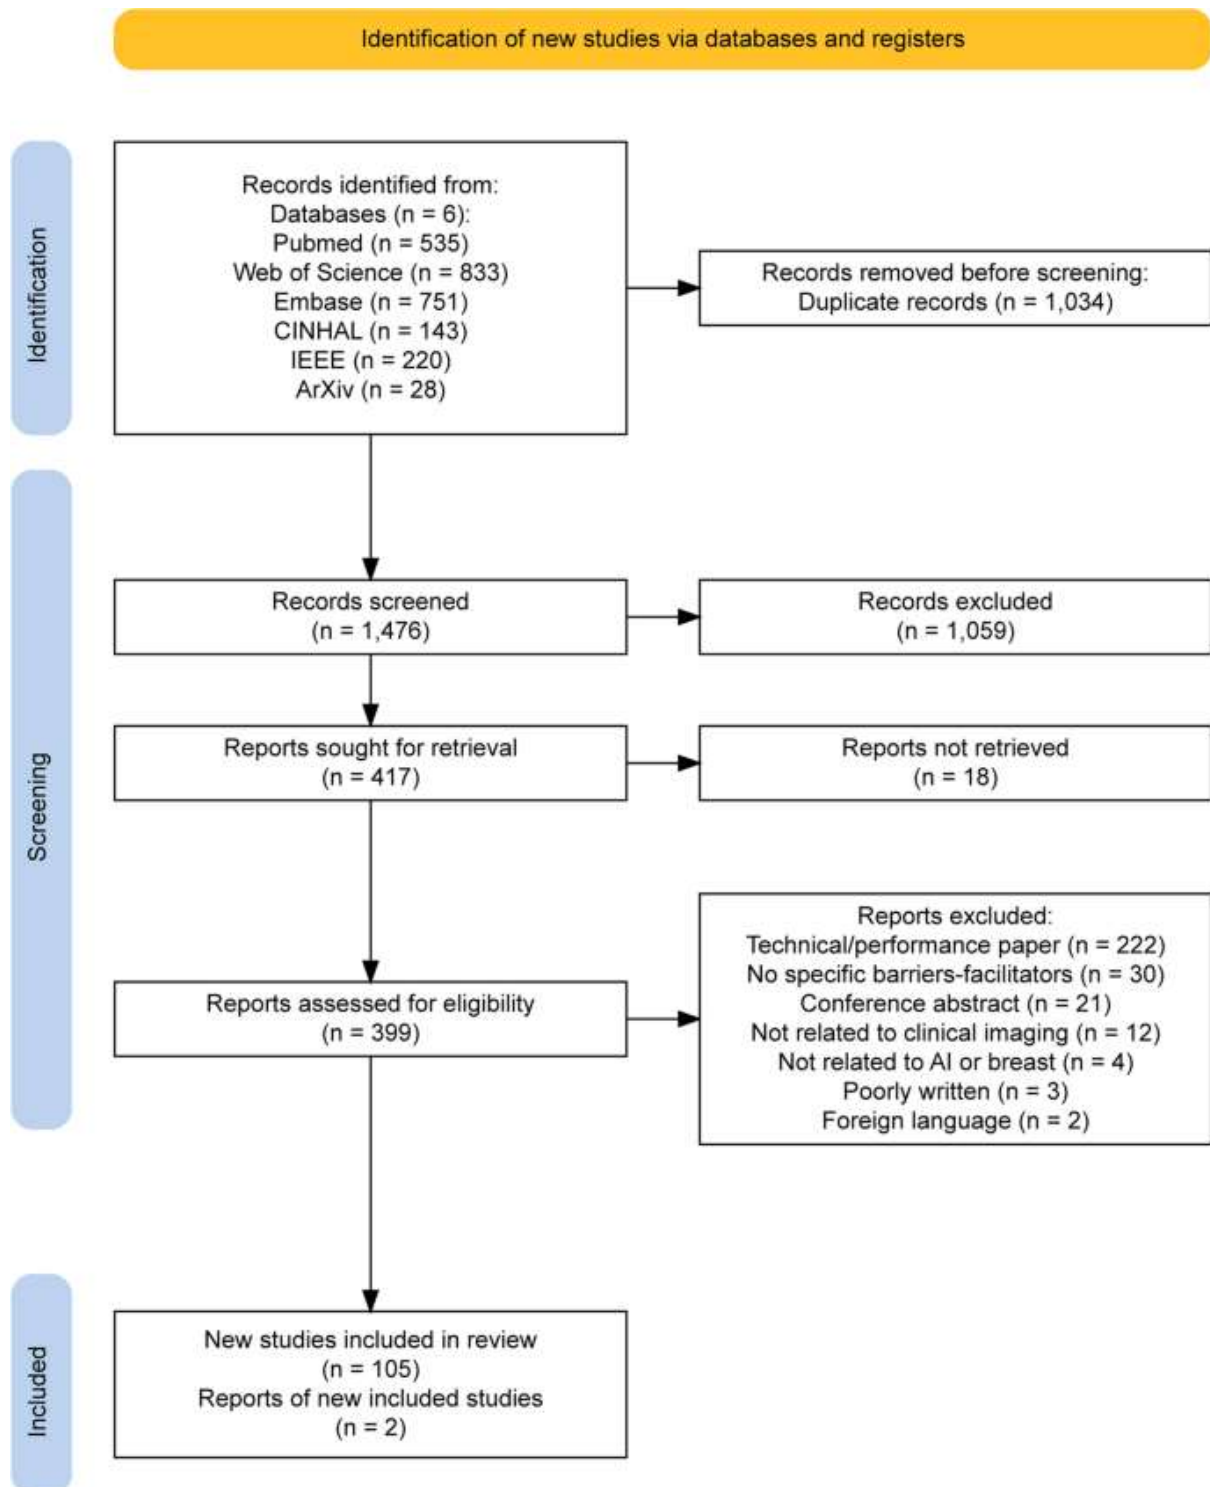 Identification of new studies via databases and registers
Identification
Records identified from:
Databases (n = 6):
Pubmed (n = 535)
Web of Science (n = 833)
Embase (n = 751)
CINHAL (n = 143)
IEEE (n = 220)
ArXiv (n = 28)
Records removed before screening:
Duplicate records (n = 1,034)
Screening
Records screened
(n = 1,476)
Records excluded
(n = 1,059)
Reports sought for retrieval
(n = 417)
Reports not retrieved
(n = 18)
Reports assessed for eligibility
(n = 399)
Reports excluded:
Technical/performance paper (n = 222)
No specific barriers-facilitators (n = 30)
Conference abstract (n = 21)
Not related to clinical imaging (n = 12)
Not related to AI or breast (n = 4)
Poorly written (n = 3)
Foreign language (n = 2)
Included
New studies included in review
(n = 105)
Reports of new included studies
(n = 2)